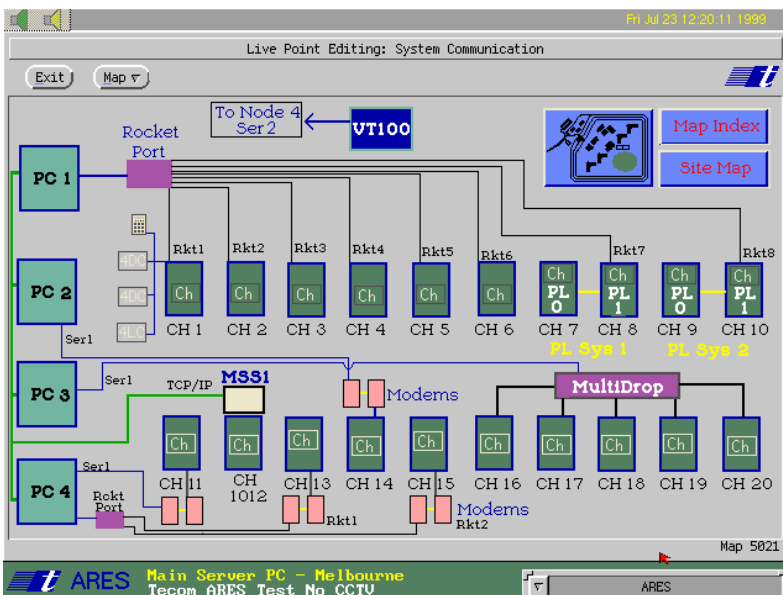 Fri Jul 23 12:20:11 1999
Live Point Editing: System Communication
Exit Map
To Node 4
Ser2
VT100
Map Index
Site Map
Rocket
Port
PC 1
Rkt1 Rkt2 Rkt3 Rkt4 Rkt5 Rkt6 Rkt7 Rkt8
4DC
4DC
4LC
PC 2
Ch Ch Ch Ch Ch Ch Ch Ch Ch Ch
PL PL PL PL
0 1 0 1
CH 1 CH 2 CH 3 CH 4 CH 5 CH 6 CH 7 CH 8 CH 9 CH 10
Ser1
PL Sys 1 PL Sys 2
PC 3
Ser1
TCP/IP
MSS1
Modems
MultiDrop
Ch Ch Ch Ch Ch Ch Ch Ch Ch Ch
CH 11 CH 1012 CH 13 CH 14 CH 15 CH 16 CH 17 CH 18 CH 19 CH 20
PC 4
Ser1
Rckt
Port
Rkt1
Modems
Rkt2
Map 5021
t ARES
Main Server PC - Melbourne
Tecom ARES Test No CCTV
ARES